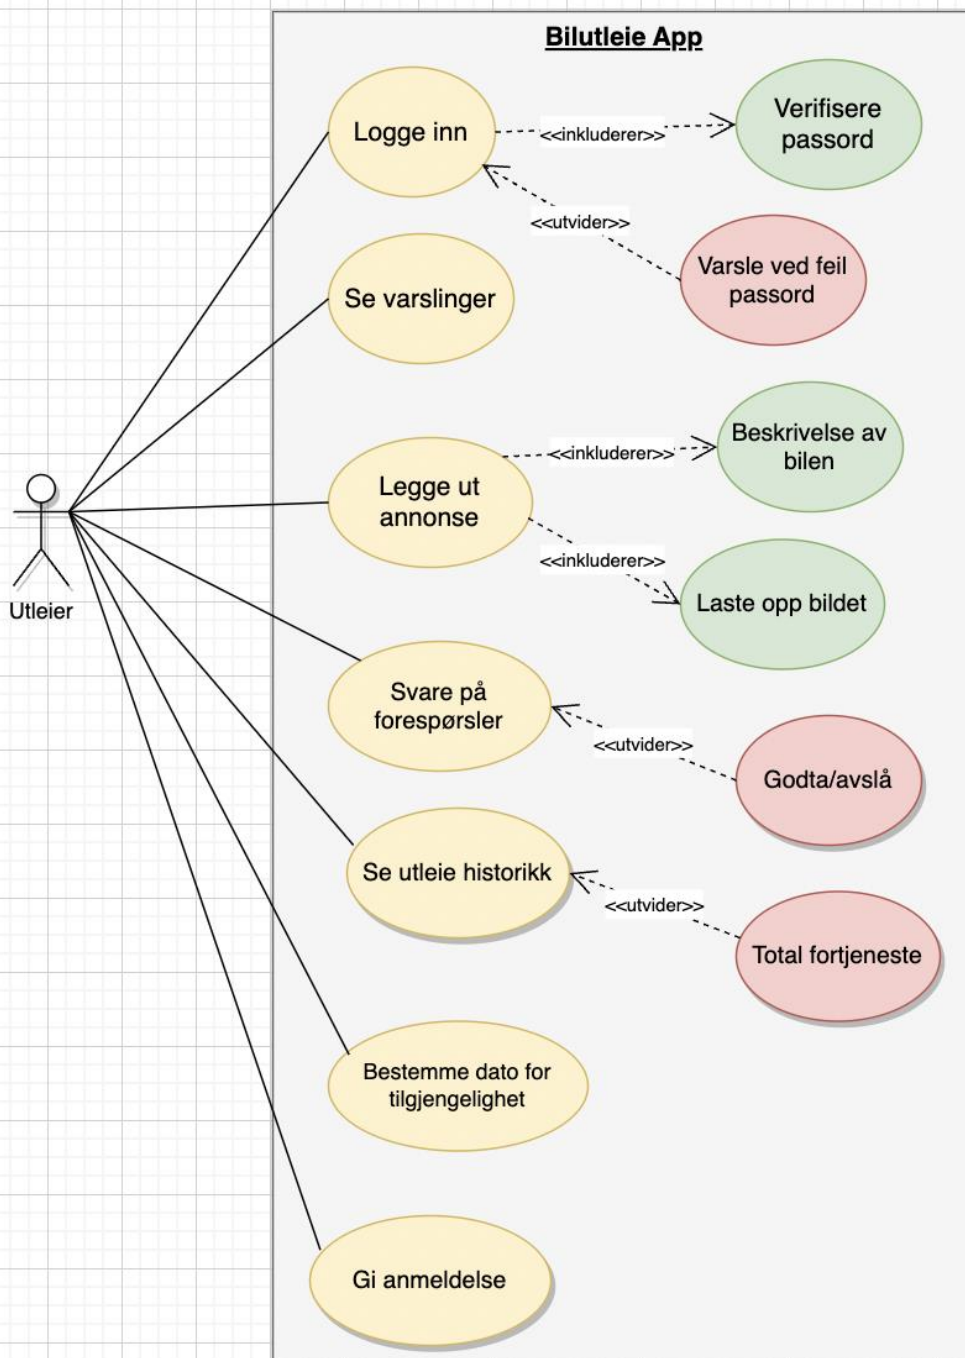 Bilutleie App
Logge inn
<<inkluderer>>
Verifisere
passord
<<utvider>>
Varsle ved feil
passord
Se varslinger
Legge ut
annonse
<<inkluderer>>
Beskrivelse av
bilen
<<inkluderer>>
Laste opp bildet
Utleier
Svare på
forespørsler
<<utvider>>
Godta/avslå
Se utleie historikk
<<utvider>>
Total fortjeneste
Bestemme dato for
tilgjengelighet
Gi anmeldelse